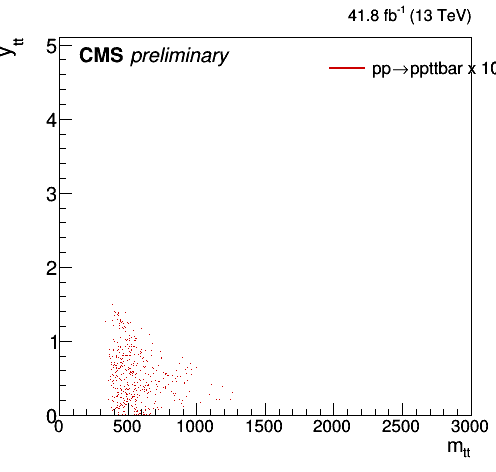 41.8 fb⁻¹ (13 TeV)
y_tt
5
CMS preliminary
pp→ppttbar x 10
4
3
2
1
0
0 500 1000 1500 2000 2500 3000
m_tt